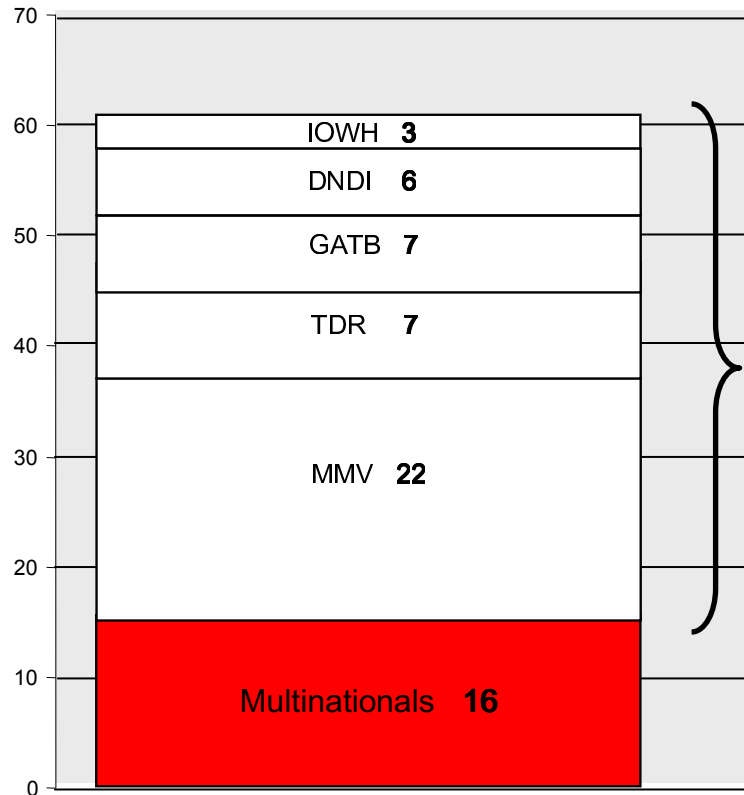 70
60
50
40
30
20
10
0
IOWH 3
DNDI 6
GATB 7
TDR 7
MMV 22
Multinationals 16